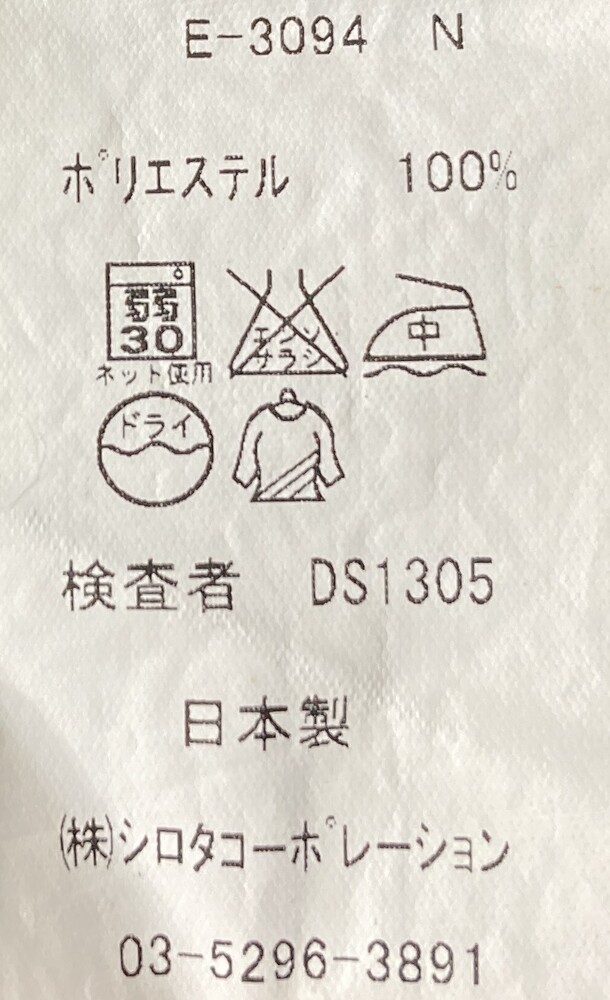 E-3094 N
ポリエステル 100%
弱
30
エンソ
サラシ
中
ネット使用
ドライ
検査者 DS1305
日本製
(株)シロタコーポレーション
03-5296-3891